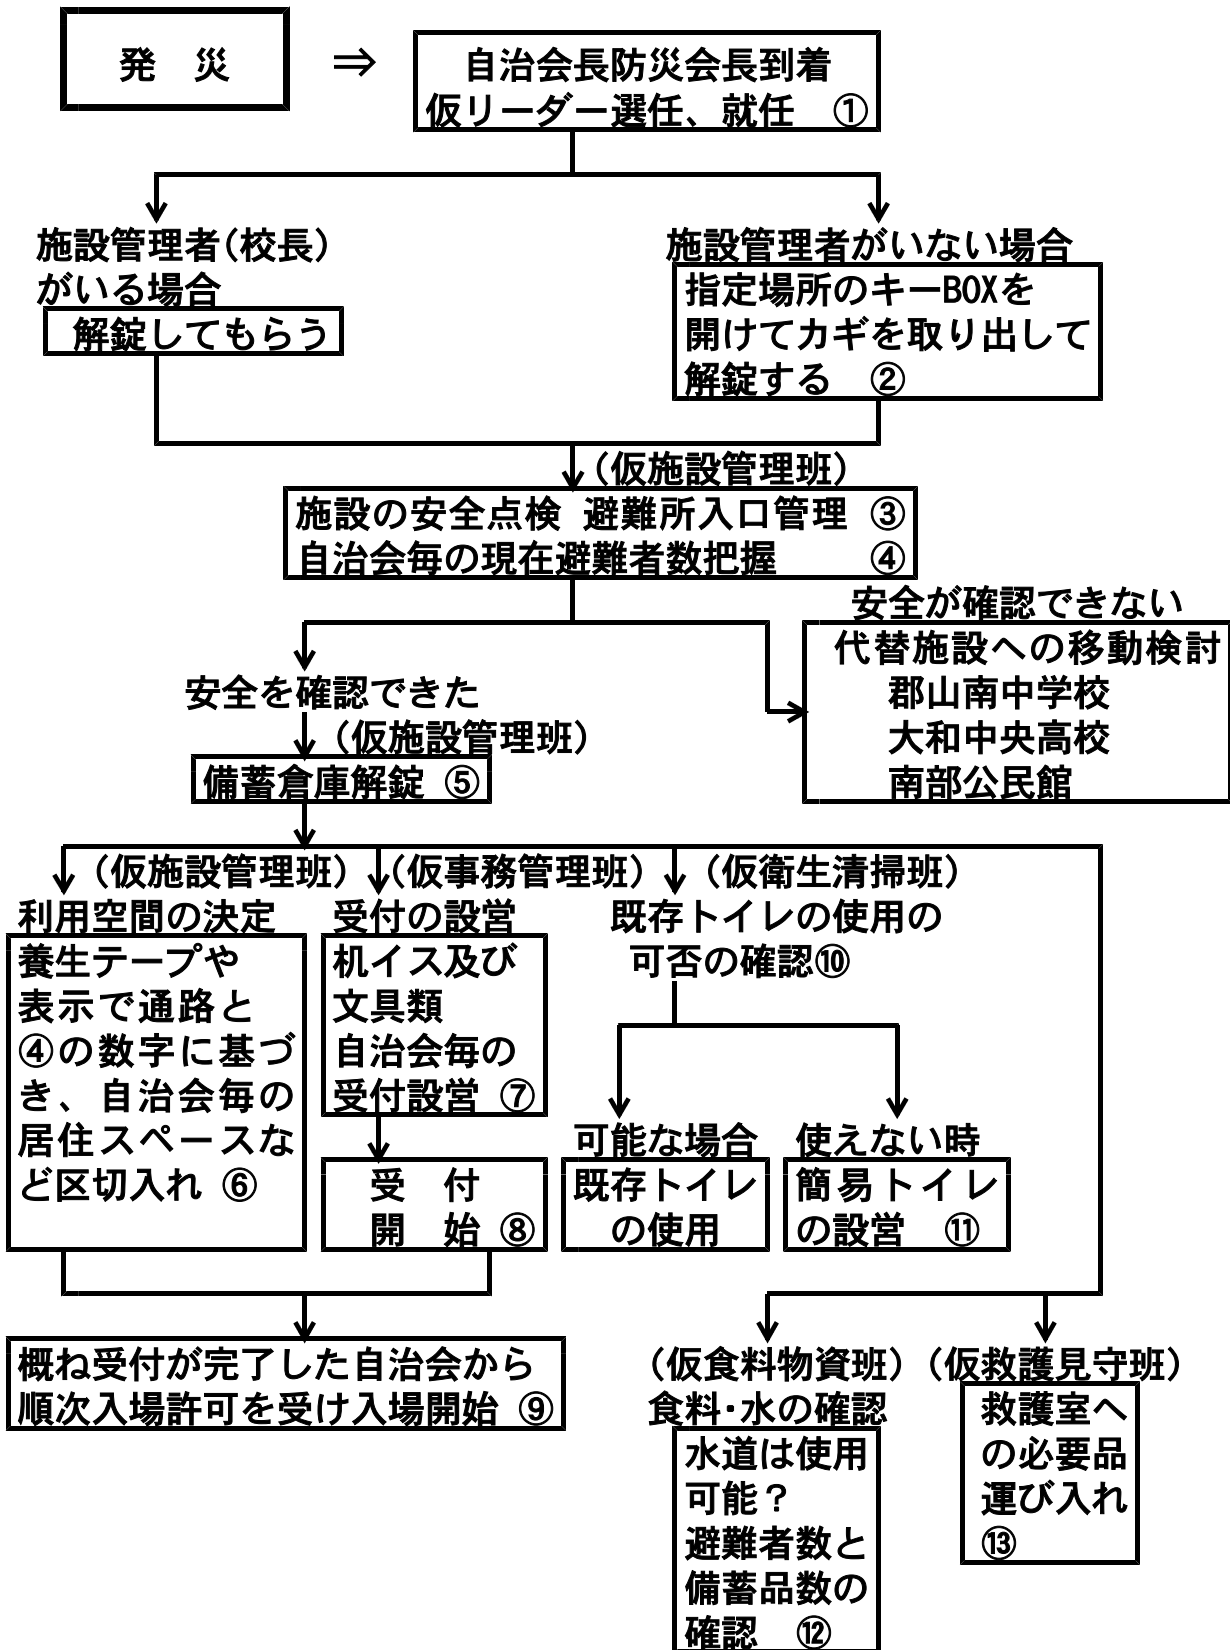 発　災　⇒
自治会長防災会長到着
仮リーダー選任、就任　①
施設管理者(校長)
がいる場合
解錠してもらう
施設管理者がいない場合
指定場所のキーBOXを
開けてカギを取り出して
解錠する　②
(仮施設管理班)
施設の安全点検 避難所入口管理 ③
自治会毎の現在避難者数把握　④
安全が確認できない
代替施設への移動検討
郡山南中学校
大和中央高校
南部公民館
安全を確認できた
(仮施設管理班)
備蓄倉庫解錠 ⑤
(仮施設管理班)
利用空間の決定
養生テープや
表示で通路と
④の数字に基づ
き、自治会毎の
居住スペースな
ど区切入れ ⑥
(仮事務管理班)
受付の設営
机イス及び
文具類
自治会毎の
受付設営 ⑦
受　付
開　始 ⑧
(仮衛生清掃班)
既存トイレの使用の
可否の確認⑩
可能な場合
既存トイレ
の使用
使えない時
簡易トイレ
の設営　⑪
概ね受付が完了した自治会から
順次入場許可を受け入場開始 ⑨
(仮食料物資班)
食料・水の確認
水道は使用
可能？
避難者数と
備蓄品数の
確認　⑫
(仮救護見守班)
救護室へ
の必要品
運び入れ
⑬